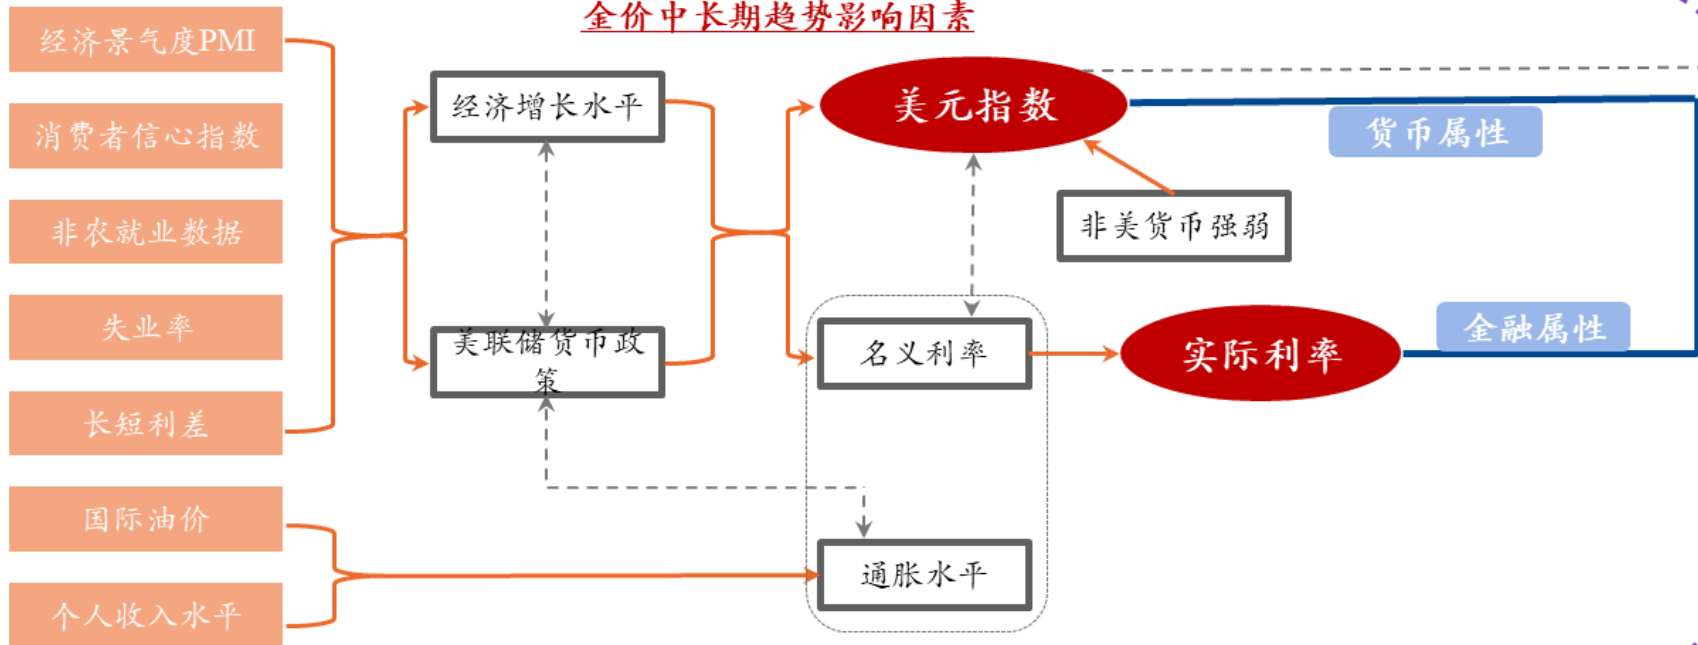 金价中长期趋势影响因素
经济景气度PMI
消费者信心指数
非农就业数据
失业率
长短利差
国际油价
个人收入水平
经济增长水平
美联储货币政
策
美元指数
货币属性
非美货币强弱
名义利率
实际利率
金融属性
通胀水平